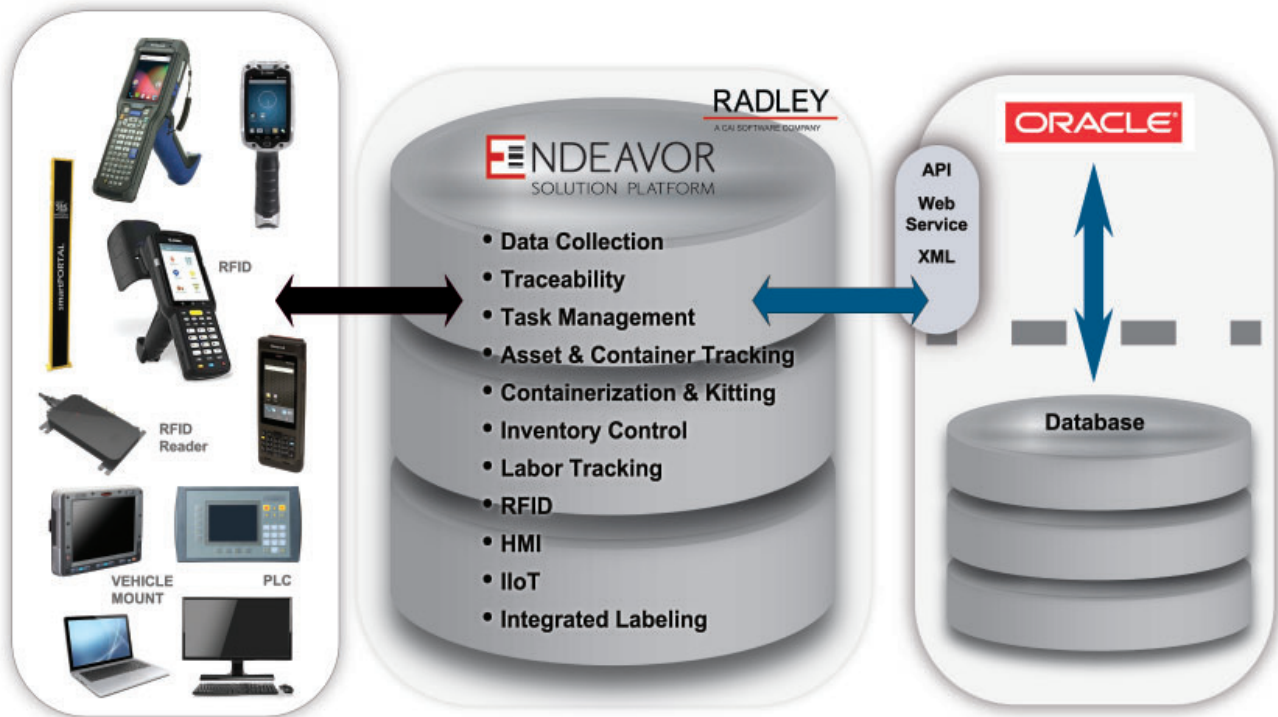 smartPORTAL
RFID
RFID
Reader
VEHICLE
MOUNT
PLC
RADLEY
A CAI SOFTWARE COMPANY
ENDEAVOR
SOLUTION PLATFORM
• Data Collection
• Traceability
• Task Management
• Asset & Container Tracking
• Containerization & Kitting
• Inventory Control
• Labor Tracking
• RFID
• HMI
• IIoT
• Integrated Labeling
API
Web
Service
XML
ORACLE®
Database